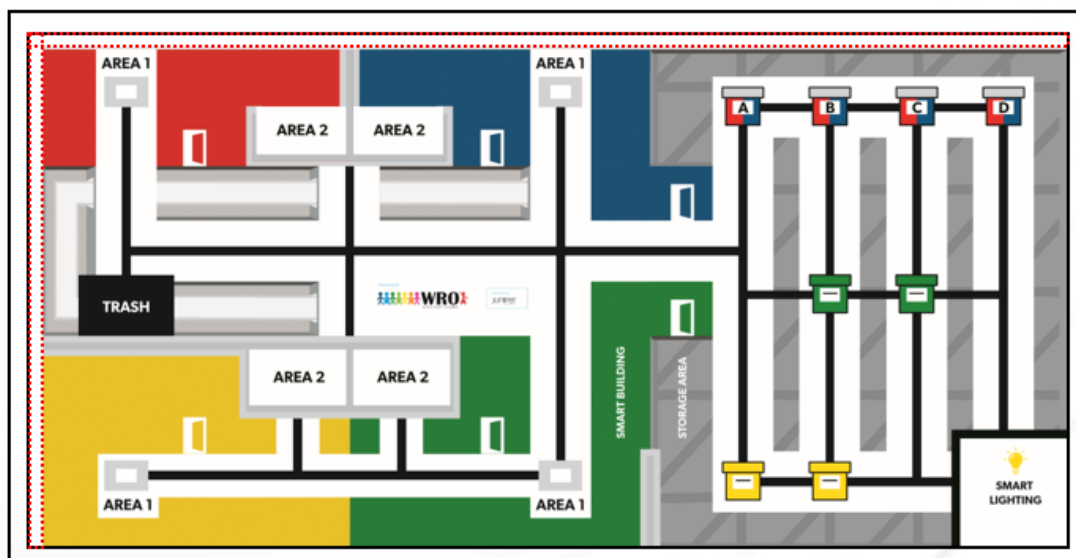 AREA 1
AREA 1
A
B
C
D
AREA 2
AREA 2
TRASH
WRO
juniper
AREA 2
AREA 2
SMART BUILDING
STORAGE AREA
AREA 1
AREA 1
SMART
LIGHTING